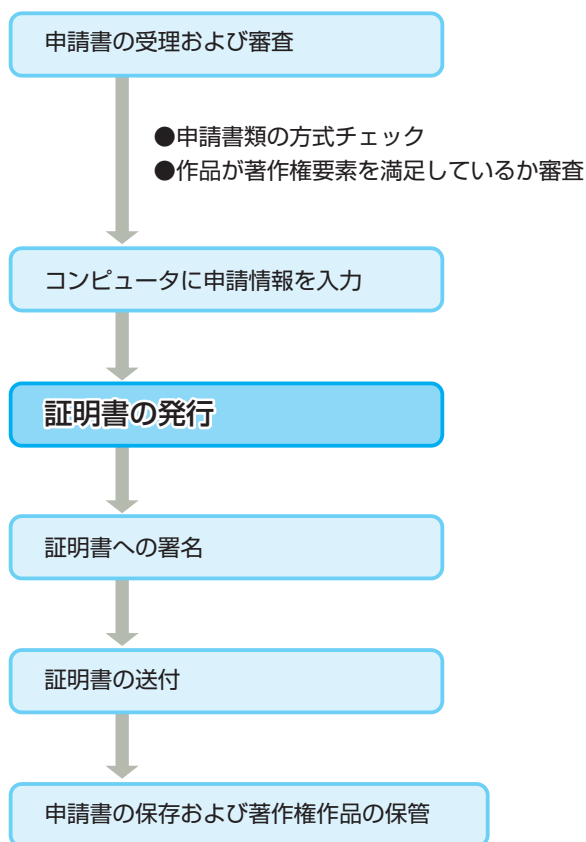 申請書の受理および審査
●申請書類の方式チェック
●作品が著作権要素を満足しているか審査
コンピュータに申請情報を入力
証明書の発行
証明書への署名
証明書の送付
申請書の保存および著作権作品の保管